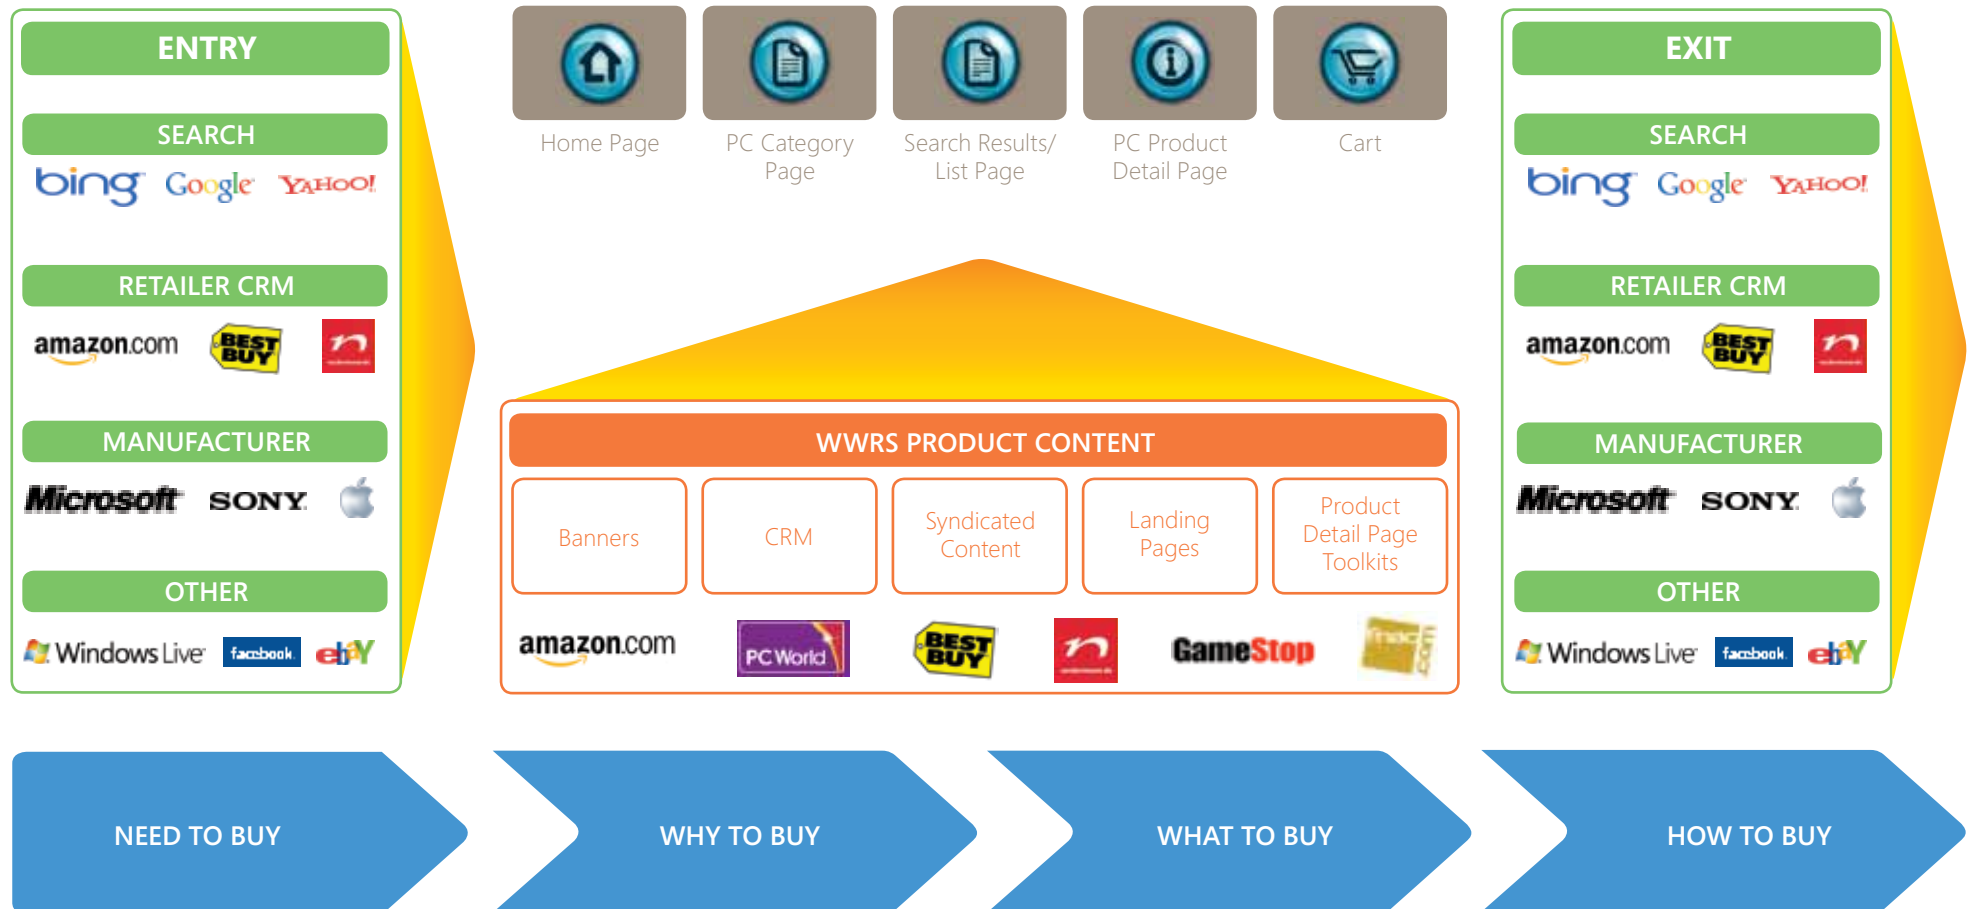 ENTRY
SEARCH
bing Google YAHOO!
RETAILER CRM
amazon.com BEST BUY
MANUFACTURER
Microsoft SONY
OTHER
Windows Live facebook ebaY
Home Page
PC Category
Page
Search Results/
List Page
PC Product
Detail Page
Cart
WWRS PRODUCT CONTENT
Banners
CRM
Syndicated
Content
Landing
Pages
Product
Detail Page
Toolkits
amazon.com PC World BEST BUY GameStop fnac.com
EXIT
SEARCH
bing Google YAHOO!
RETAILER CRM
amazon.com BEST BUY
MANUFACTURER
Microsoft SONY
OTHER
Windows Live facebook ebaY
NEED TO BUY
WHY TO BUY
WHAT TO BUY
HOW TO BUY